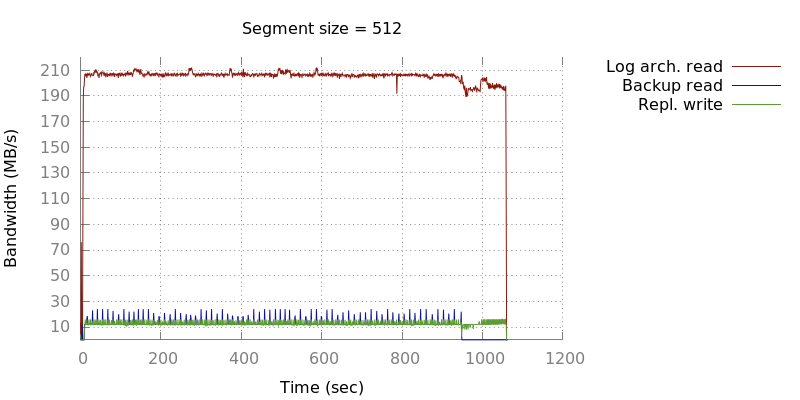 Segment size = 512
Log arch. read
Backup read
Repl. write
Bandwidth (MB/s)
210
190
170
150
130
110
90
70
50
30
10
0 200 400 600 800 1000 1200
Time (sec)